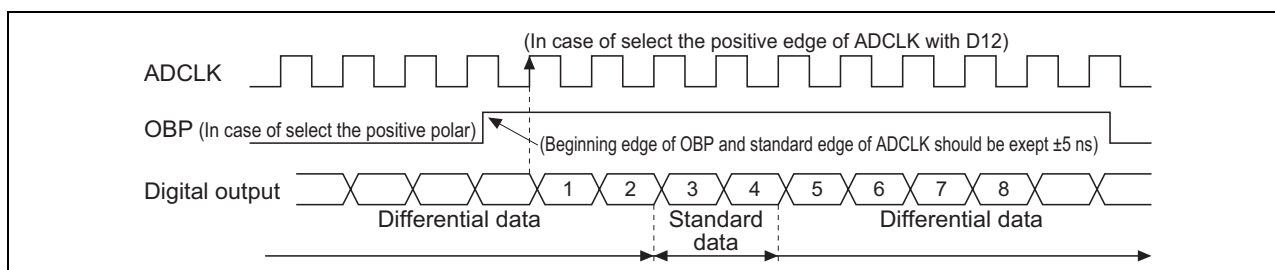 (In case of select the positive edge of ADCLK with D12)
ADCLK
OBP (In case of select the positive polar)
(Beginning edge of OBP and standard edge of ADCLK should be exept ±5 ns)
Digital output
1 2 3 4 5 6 7 8
Differential data
Standard
data
Differential data